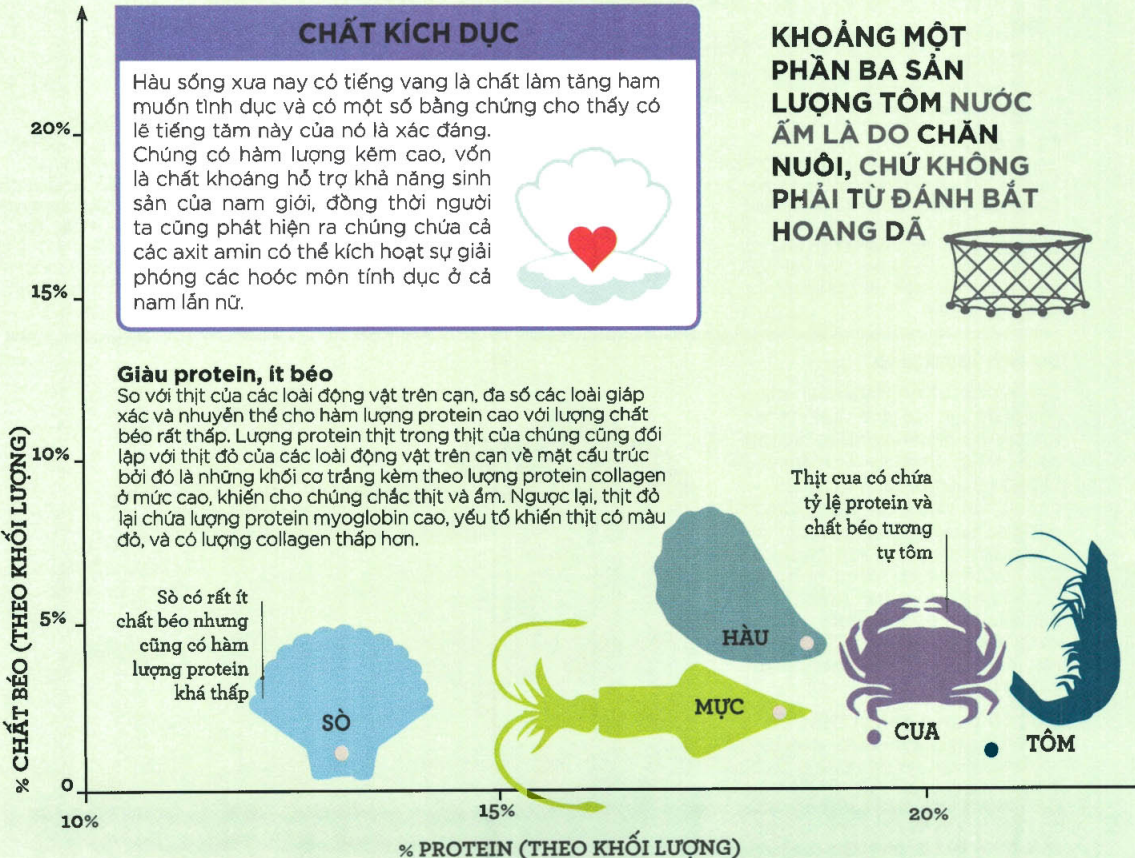 CHẤT KÍCH DỤC
Hàu sống xưa nay có tiếng vang là chất làm tăng ham
muốn tình dục và có một số bằng chứng cho thấy có
lẽ tiếng tăm này của nó là xác đáng.
Chúng có hàm lượng kẽm cao, vốn
là chất khoáng hỗ trợ khả năng sinh
sản của nam giới, đồng thời người
ta cũng phát hiện ra chúng chứa cả
các axit amin có thể kích hoạt sự giải
phóng các hoóc môn tính dục ở cả
nam lẫn nữ.
KHOẢNG MỘT
PHẦN BA SẢN
LƯỢNG TÔM NƯỚC
ẤM LÀ DO CHĂN
NUÔI, CHỨ KHÔNG
PHẢI TỪ ĐÁNH BẮT
HOANG DÃ
Giàu protein, ít béo
So với thịt của các loài động vật trên cạn, đa số các loài giáp
xác và nhuyễn thể cho hàm lượng protein cao với lượng chất
béo rất thấp. Lượng protein thịt trong thịt của chúng cũng đối
lập với thịt đỏ của các loài động vật trên cạn về mặt cấu trúc
bởi đó là những khối cơ trắng kèm theo lượng protein collagen
ở mức cao, khiến cho chúng chắc thịt và ẩm. Ngược lại, thịt đỏ
lại chứa lượng protein myoglobin cao, yếu tố khiến thịt có màu
đỏ, và có lượng collagen thấp hơn.
Thịt cua có chứa
tỷ lệ protein và
chất béo tương
tự tôm
Sò có rất ít
chất béo nhưng
cũng có hàm
lượng protein
khá thấp
SÒ
MỰC
HÀU
CUA
TÔM
% CHẤT BÉO (THEO KHỐI LƯỢNG)
20%
15%
10%
5%
0
10%
15%
20%
% PROTEIN (THEO KHỐI LƯỢNG)